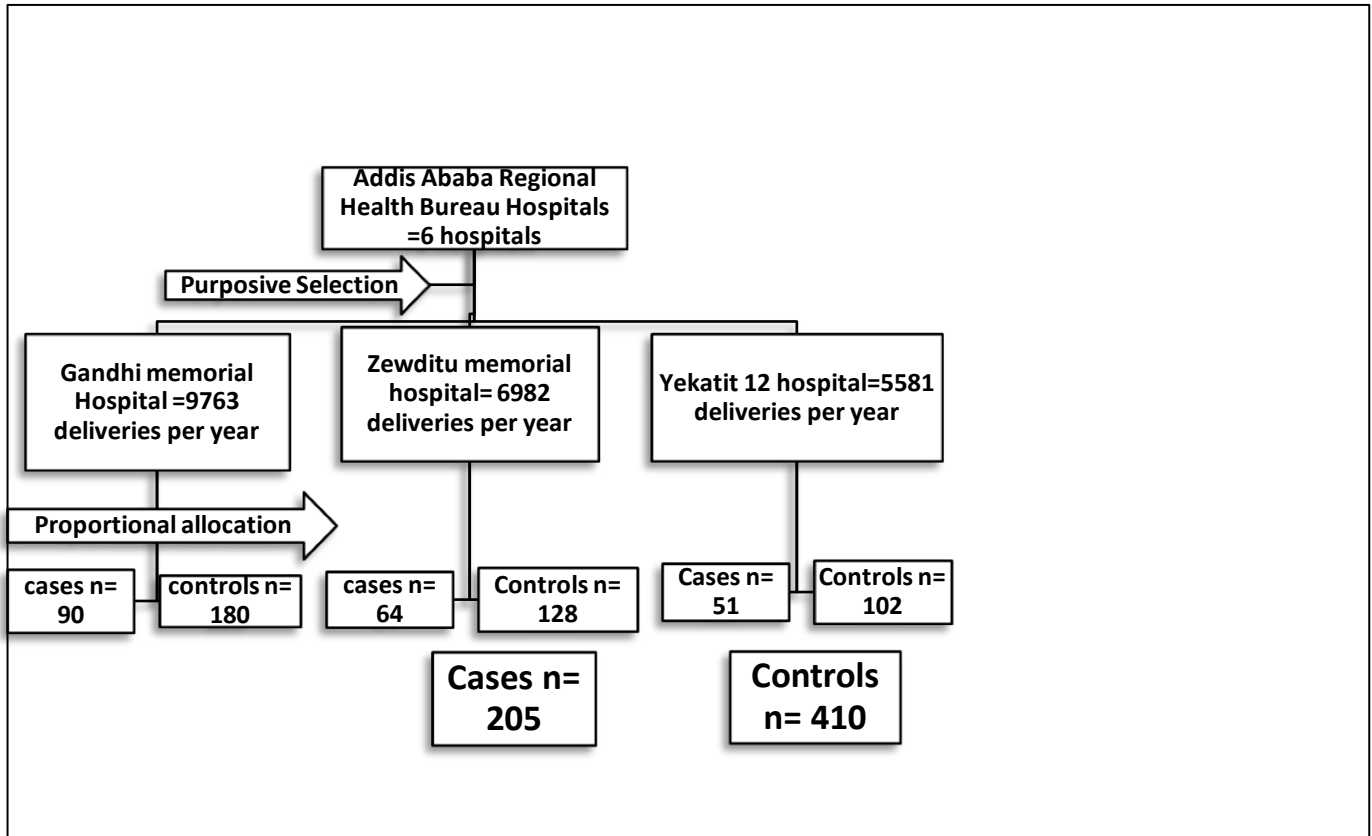 Addis Ababa Regional
Health Bureau Hospitals
=6 hospitals
Purposive Selection
Gandhi memorial
Hospital =9763
deliveries per year
Zewditu memorial
hospital= 6982
deliveries per year
Yekatit 12 hospital=5581
deliveries per year
Proportional allocation
cases n=
90
controls n=
180
cases n=
64
Controls n=
128
Cases n=
51
Controls n=
102
Cases n=
205
Controls
n= 410